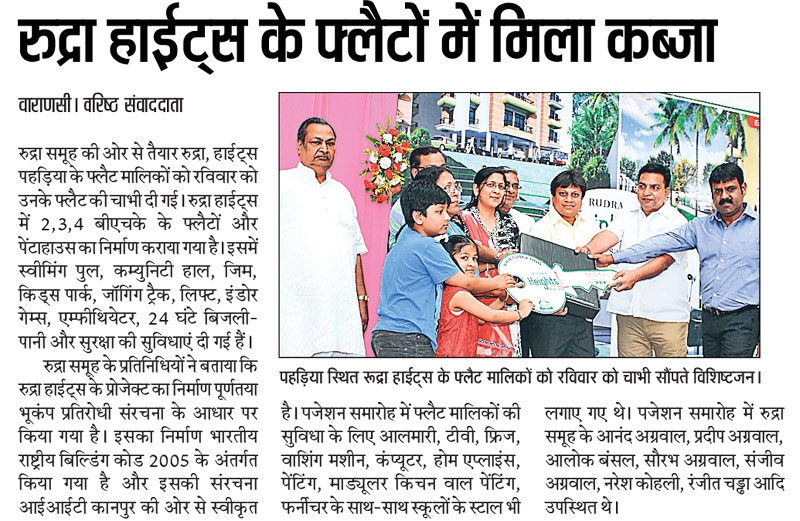 रुद्रा हाईट्स के फ्लैटों में मिला कब्जा
वाराणसी। वरिष्ठ संवाददाता
रुद्रा समूह की ओर से तैयार रुद्रा, हाईट्स
पहड़िया के फ्लैट मालिकों को रविवार को
उनके फ्लैट की चाभी दी गई। रुद्रा हाईट्स
में 2,3,4 बीएचके के फ्लैटों और
पेंटाहाउस का निर्माण कराया गया है। इसमें
स्वीमिंग पुल, कम्युनिटी हाल, जिम,
किड्स पार्क, जॉगिंग ट्रैक, लिफ्ट, इंडोर
गेम्स, एम्फीथियेटर, 24 घंटे बिजली-
पानी और सुरक्षा की सुविधाएं दी गई हैं।
रुद्रा समूह के प्रतिनिधियों ने बताया कि
रुद्रा हाईट्स के प्रोजेक्ट का निर्माण पूर्णतया
भूकंप प्रतिरोधी संरचना के आधार पर
किया गया है। इसका निर्माण भारतीय
राष्ट्रीय बिल्डिंग कोड 2005 के अंतर्गत
किया गया है और इसकी संरचना
आईआईटी कानपुर की ओर से स्वीकृत
RUDRA
Heights
पहड़िया स्थित रूद्रा हाईट्स के फ्लैट मालिकों को रविवार को चाभी सौंपते विशिष्टजन।
है। पजेशन समारोह में फ्लैट मालिकों की
सुविधा के लिए आलमारी, टीवी, फ्रिज,
वाशिंग मशीन, कंप्यूटर, होम एप्लाइंस,
पेंटिंग, माड्यूलर किचन वाल पेंटिंग,
फर्नीचर के साथ-साथ स्कूलों के स्टाल भी
लगाए गए थे। पजेशन समारोह में रुद्रा
समूह के आनंद अग्रवाल, प्रदीप अग्रवाल,
आलोक बंसल, सौरभ अग्रवाल, संजीव
अग्रवाल, नरेश कोहली, रंजीत चड्ढा आदि
उपस्थित थे।